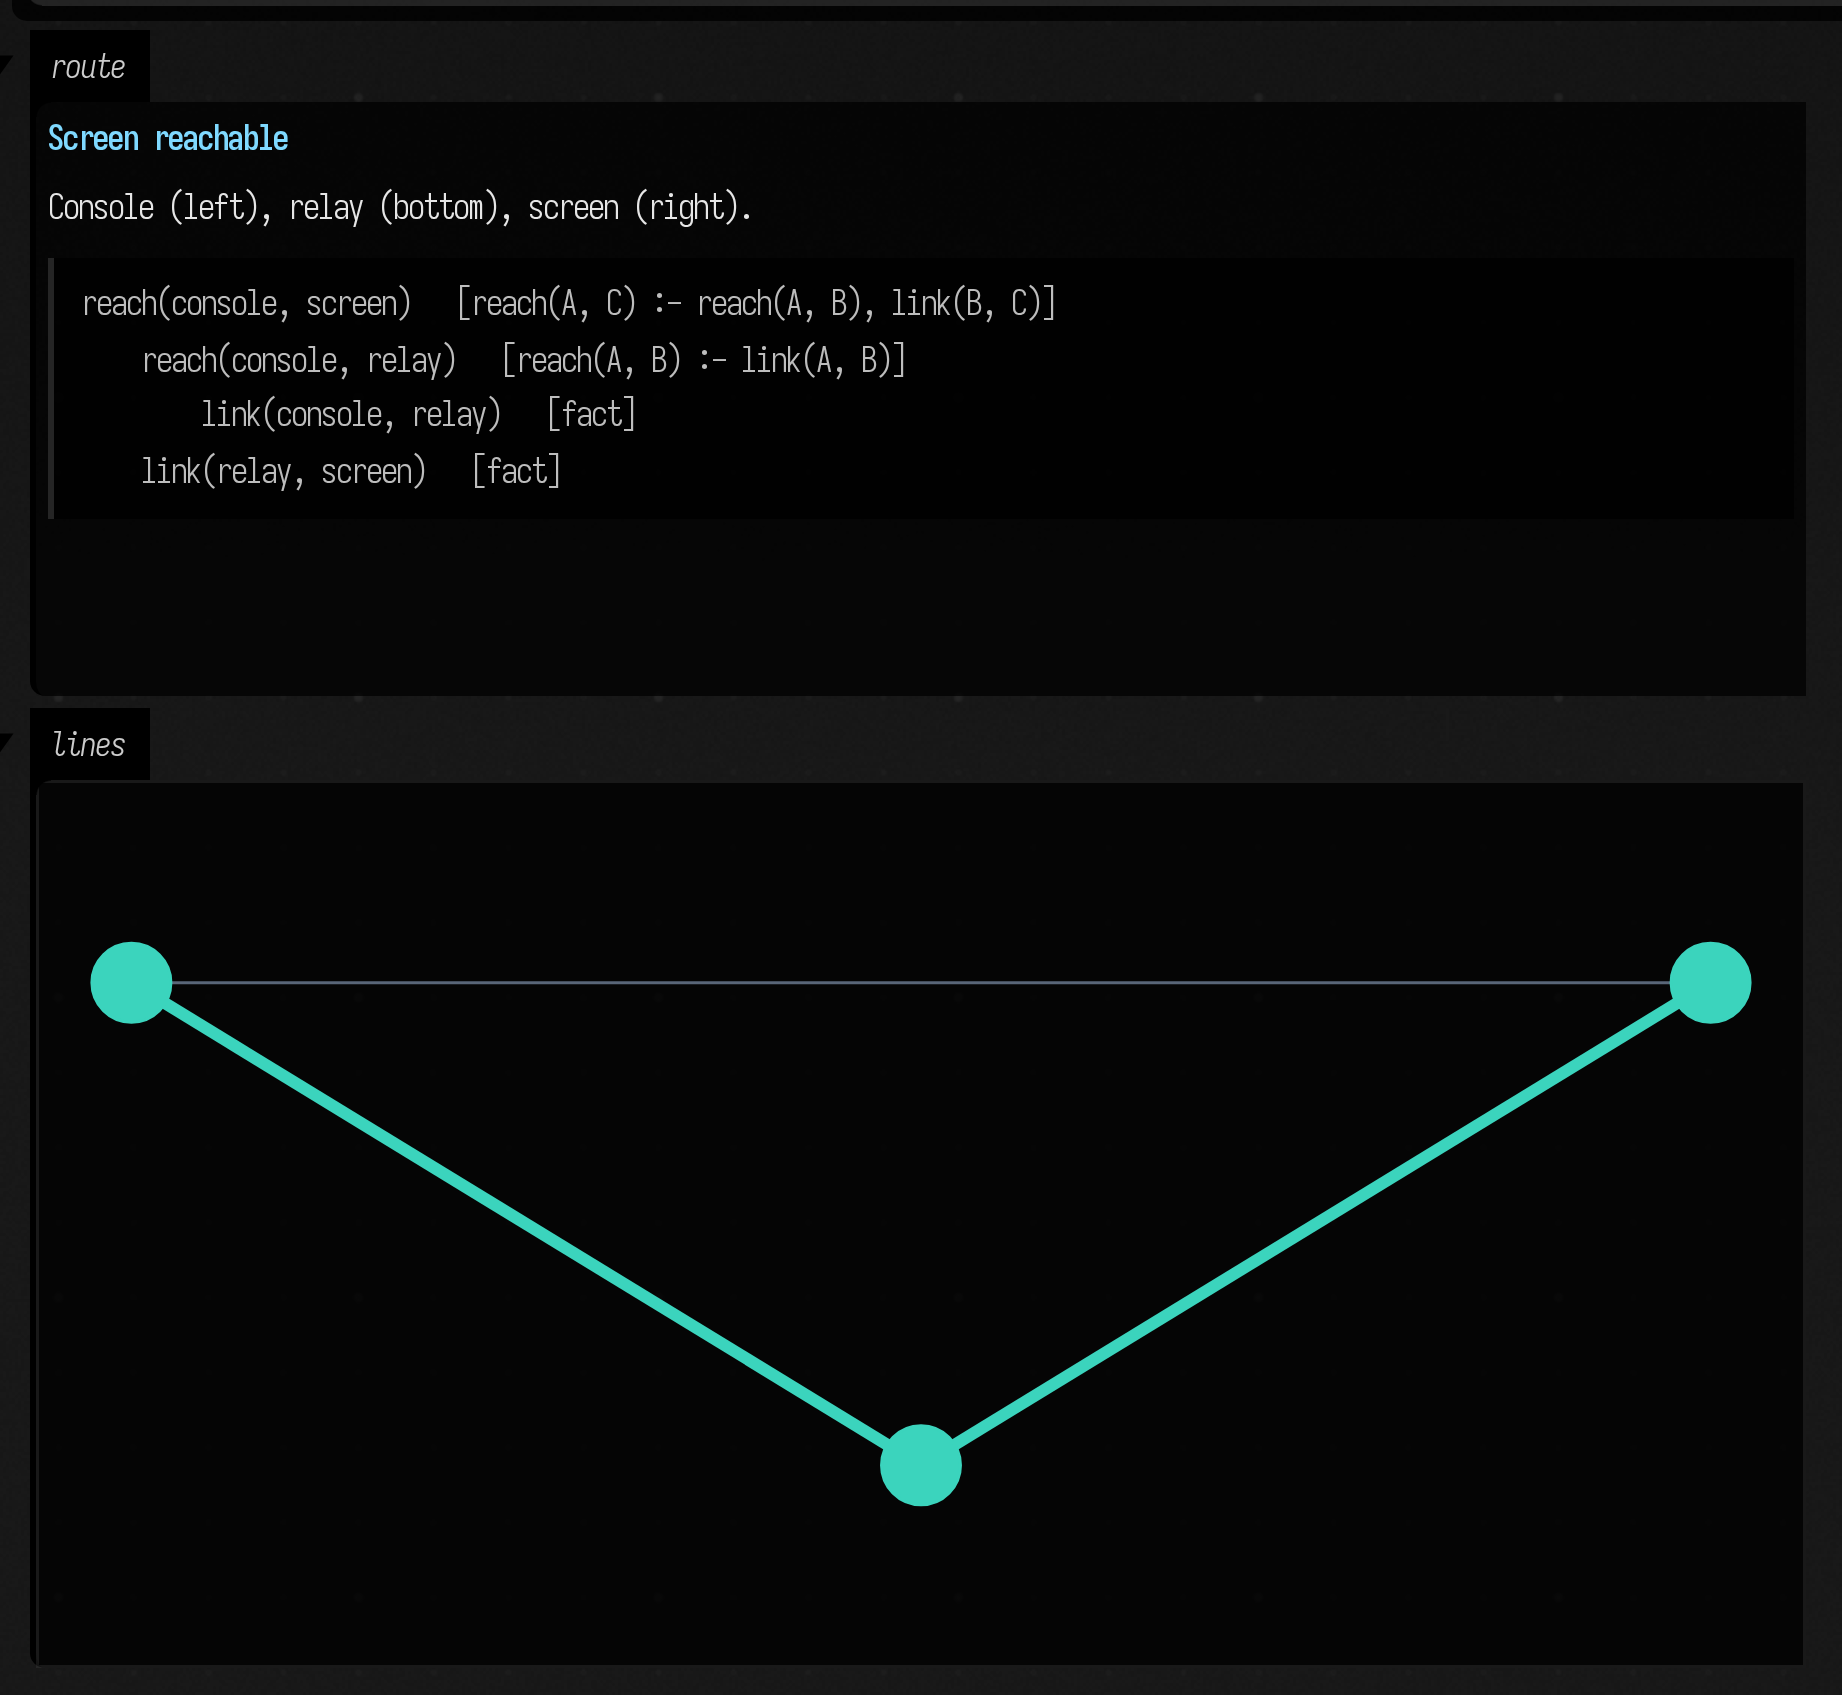 route
Screen reachable
Console (left), relay (bottom), screen (right).
reach(console, screen)   [reach(A, C) :- reach(A, B), link(B, C)]
    reach(console, relay)   [reach(A, B) :- link(A, B)]
        link(console, relay)   [fact]
    link(relay, screen)   [fact]
lines